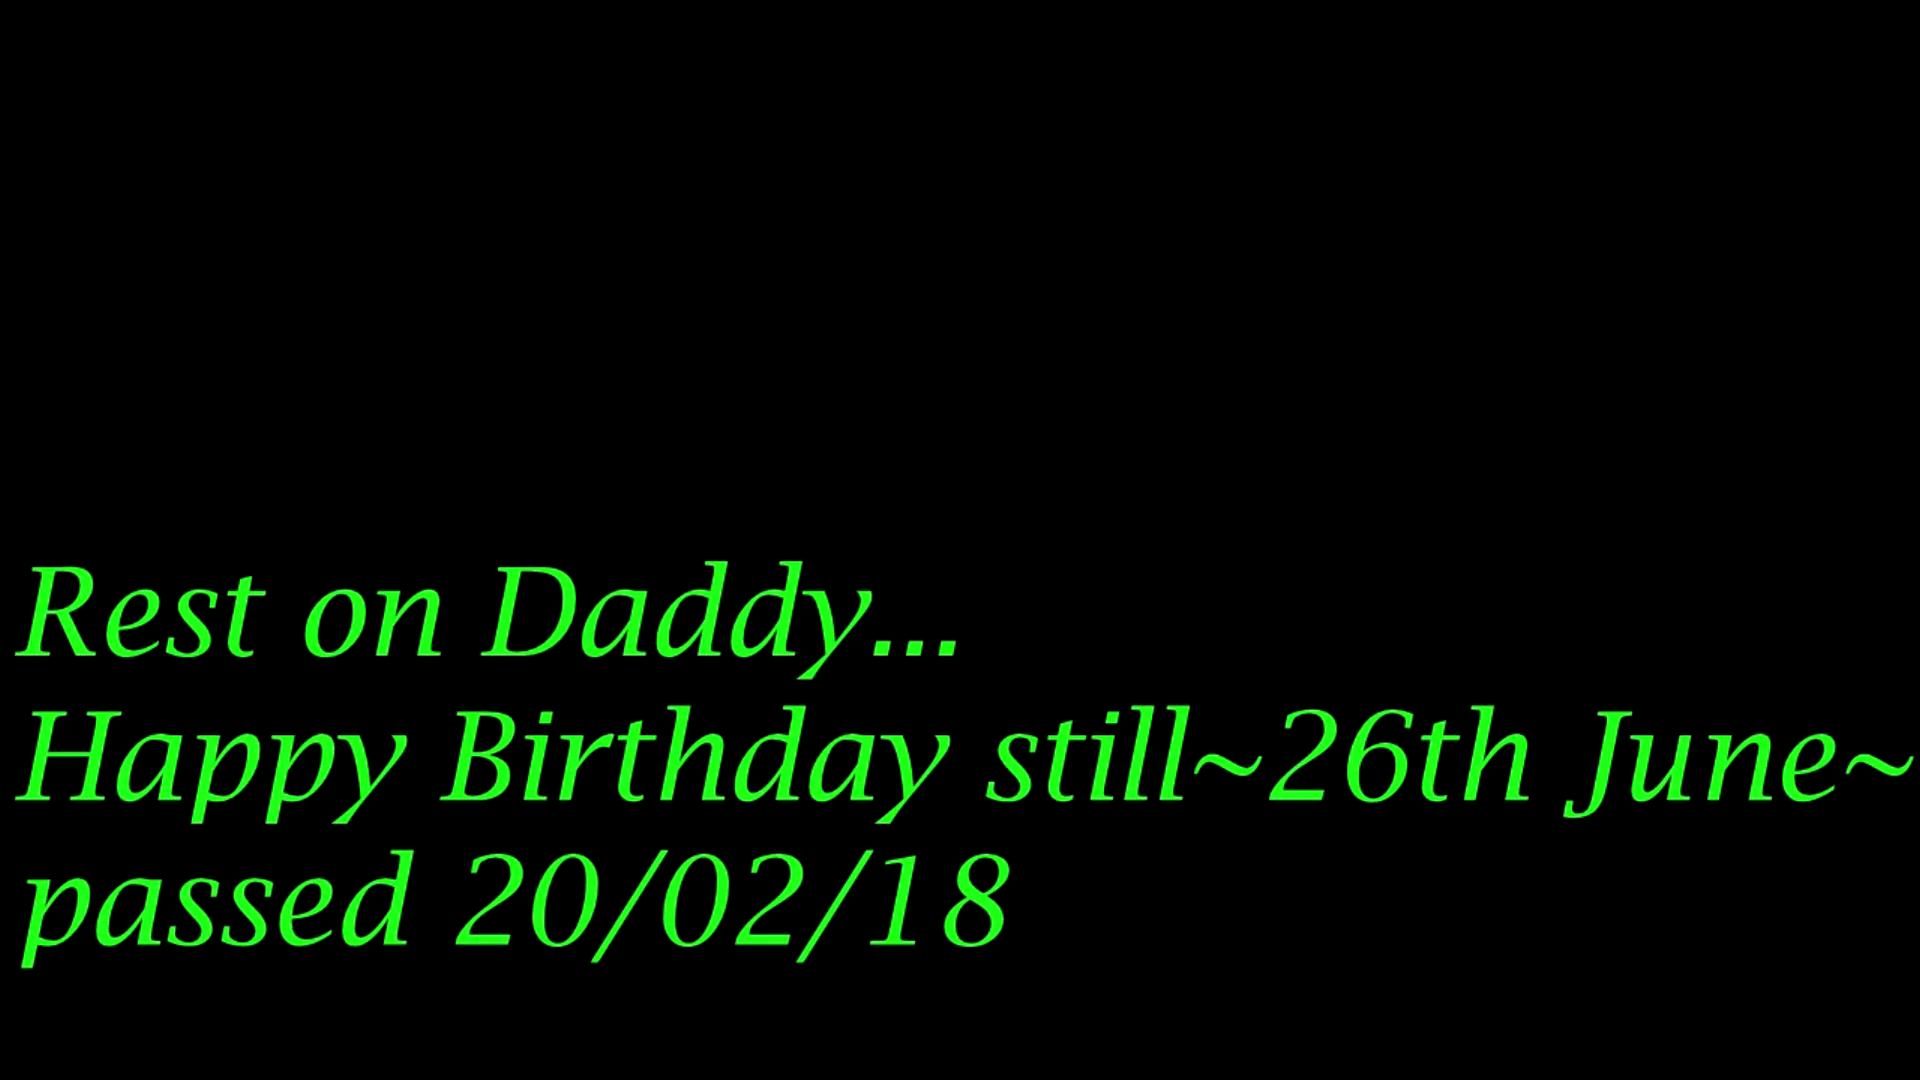 Rest on Daddy...
Happy Birthday still~26th June~
passed 20/02/18